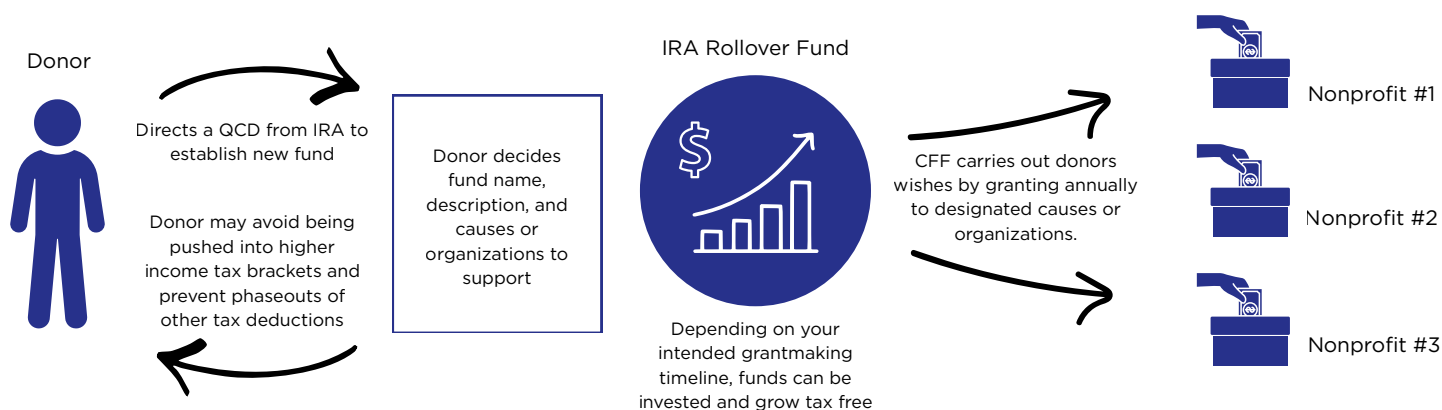 Donor
Directs a QCD from IRA to
establish new fund
Donor may avoid being
pushed into higher
income tax brackets and
prevent phaseouts of
other tax deductions
Donor decides
fund name,
description, and
causes or
organizations to
support
IRA Rollover Fund
$
Depending on your
intended grantmaking
timeline, funds can be
invested and grow tax free
CFF carries out donors
wishes by granting annually
to designated causes or
organizations.
Nonprofit #1
Nonprofit #2
Nonprofit #3